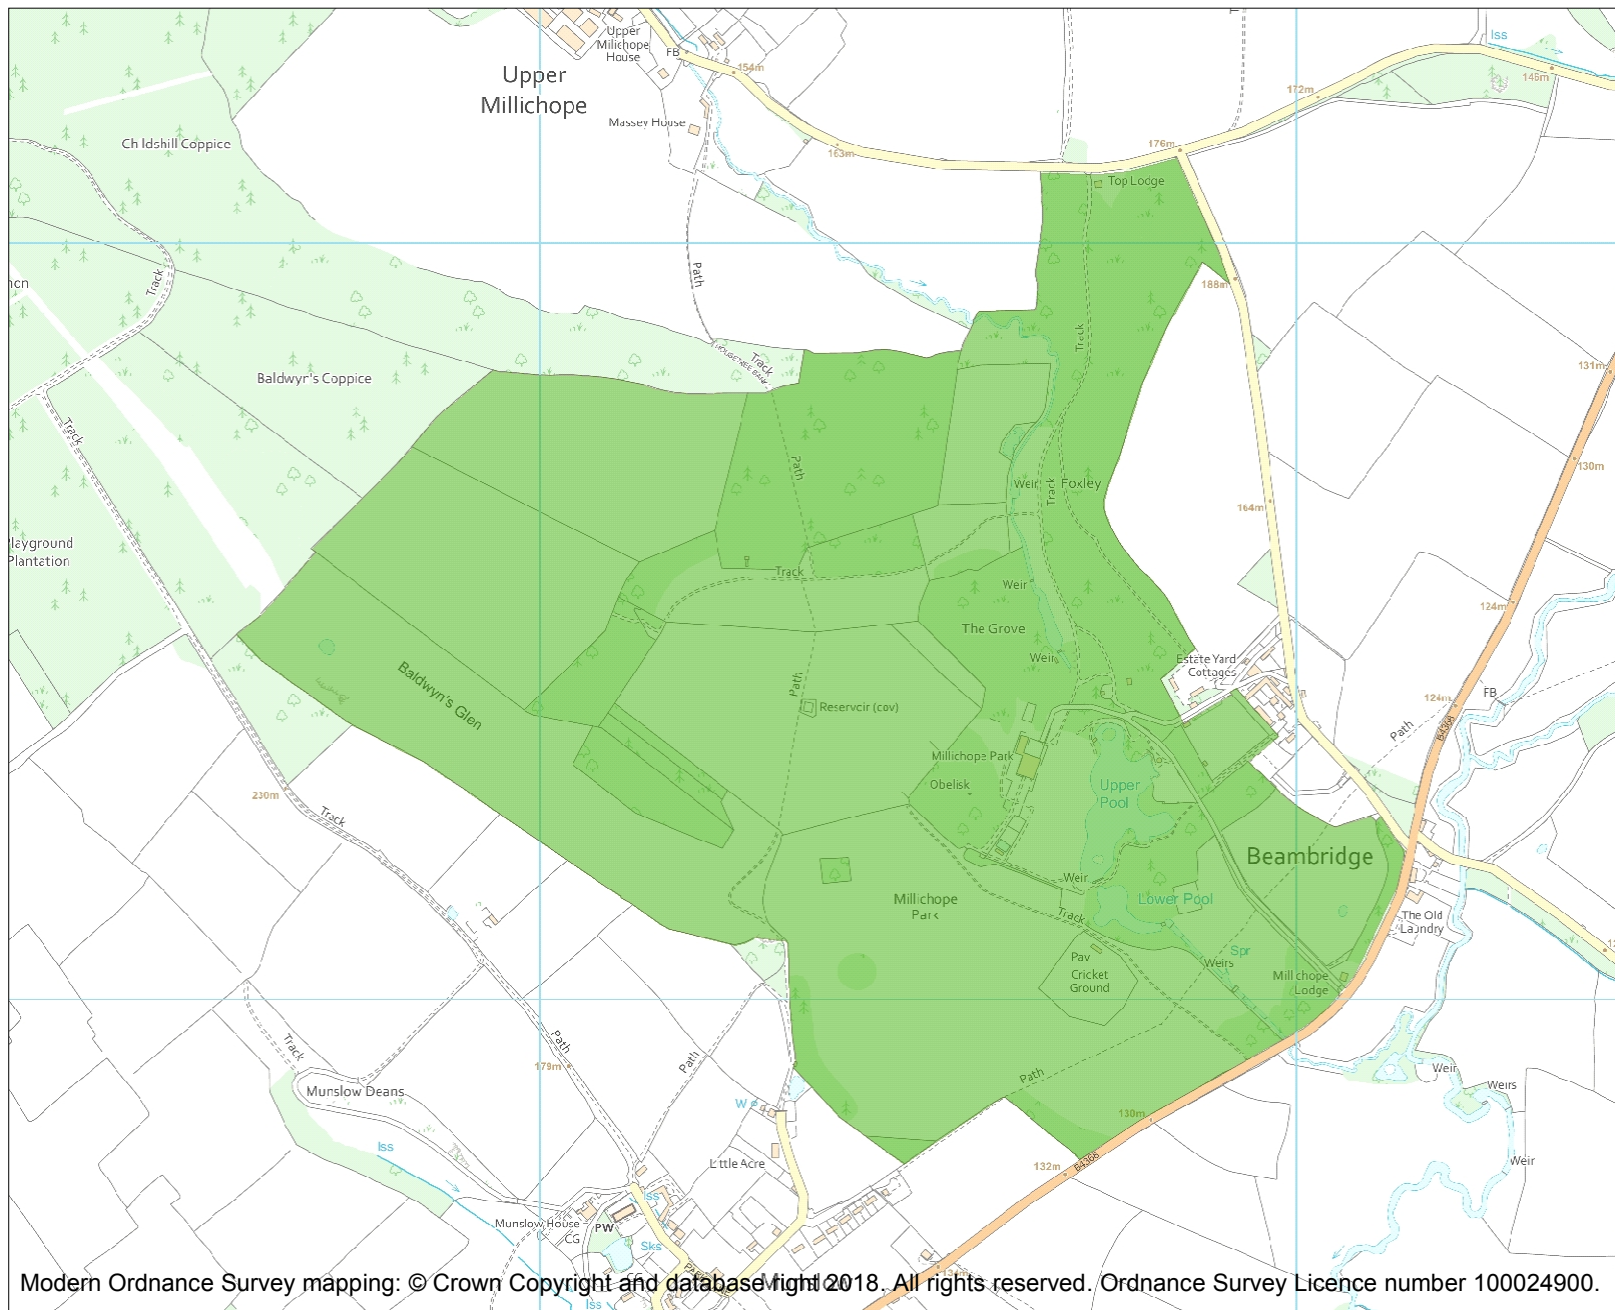 Upper
Millichope
House
FB
Iss
154m
146m
Upper
Millichope
172m
Massey House
Childshill Coppice
163m
176m
Top Lodge
Track
Path
188m
Track
Track
Baldwyn's Coppice
131m
Track
Path
130m
Weir
Track
Foxley
164m
Playground
Plantation
Track
Weir
124m
The Grove
Weir
Estate Yard
Cottages
Baldwyn's Glen
Path
FB
124m
Reservoir (cov)
B4368
Path
Millichope Park
Obelisk
Upper
Pool
230m
Track
Beambridge
Weir
Millichope
Park
Lower Pool
Track
The Old
Laundry
Spr
Pav
Weirs
Cricket
Ground
Millichope
Lodge
Track
Path
Path
179m
Path
Weir
Munslow Deans
Weirs
W
130m
Iss
Little Acre
132m
B4368
Weir
Iss
Munslow House
PW
CG
Sks
134m
Munslow
Iss
Modern Ordnance Survey mapping: © Crown Copyright and database right 2018. All rights reserved. Ordnance Survey Licence number 100024900.